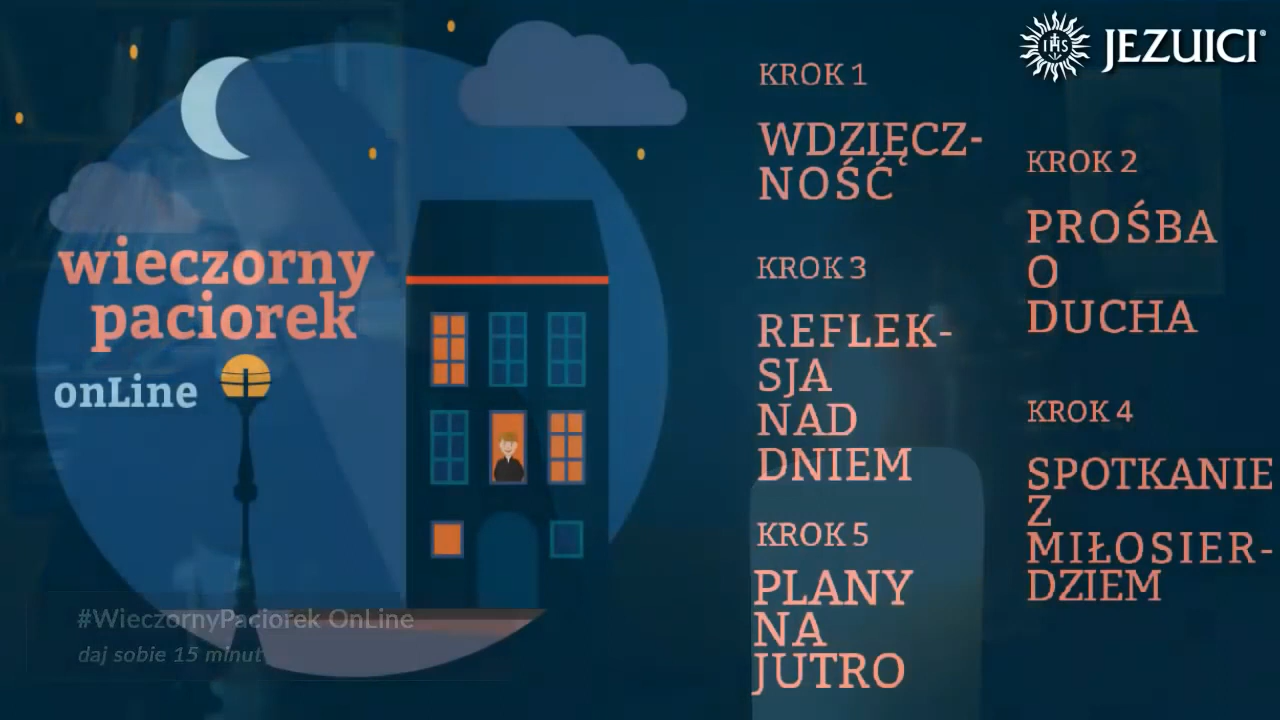 wieczorny
paciorek
onLine
#WieczornyPaciorek OnLine
daj sobie 15 minut
KROK 1
WDZIĘCZ-
NOŚĆ
KROK 2
PROŚBA
O
DUCHA
KROK 3
REFLEK-
SJA
NAD
DNIEM
KROK 4
SPOTKANIE
Z
MIŁOSIER-
DZIEM
KROK 5
PLANY
NA
JUTRO
IHS
JEZUICI